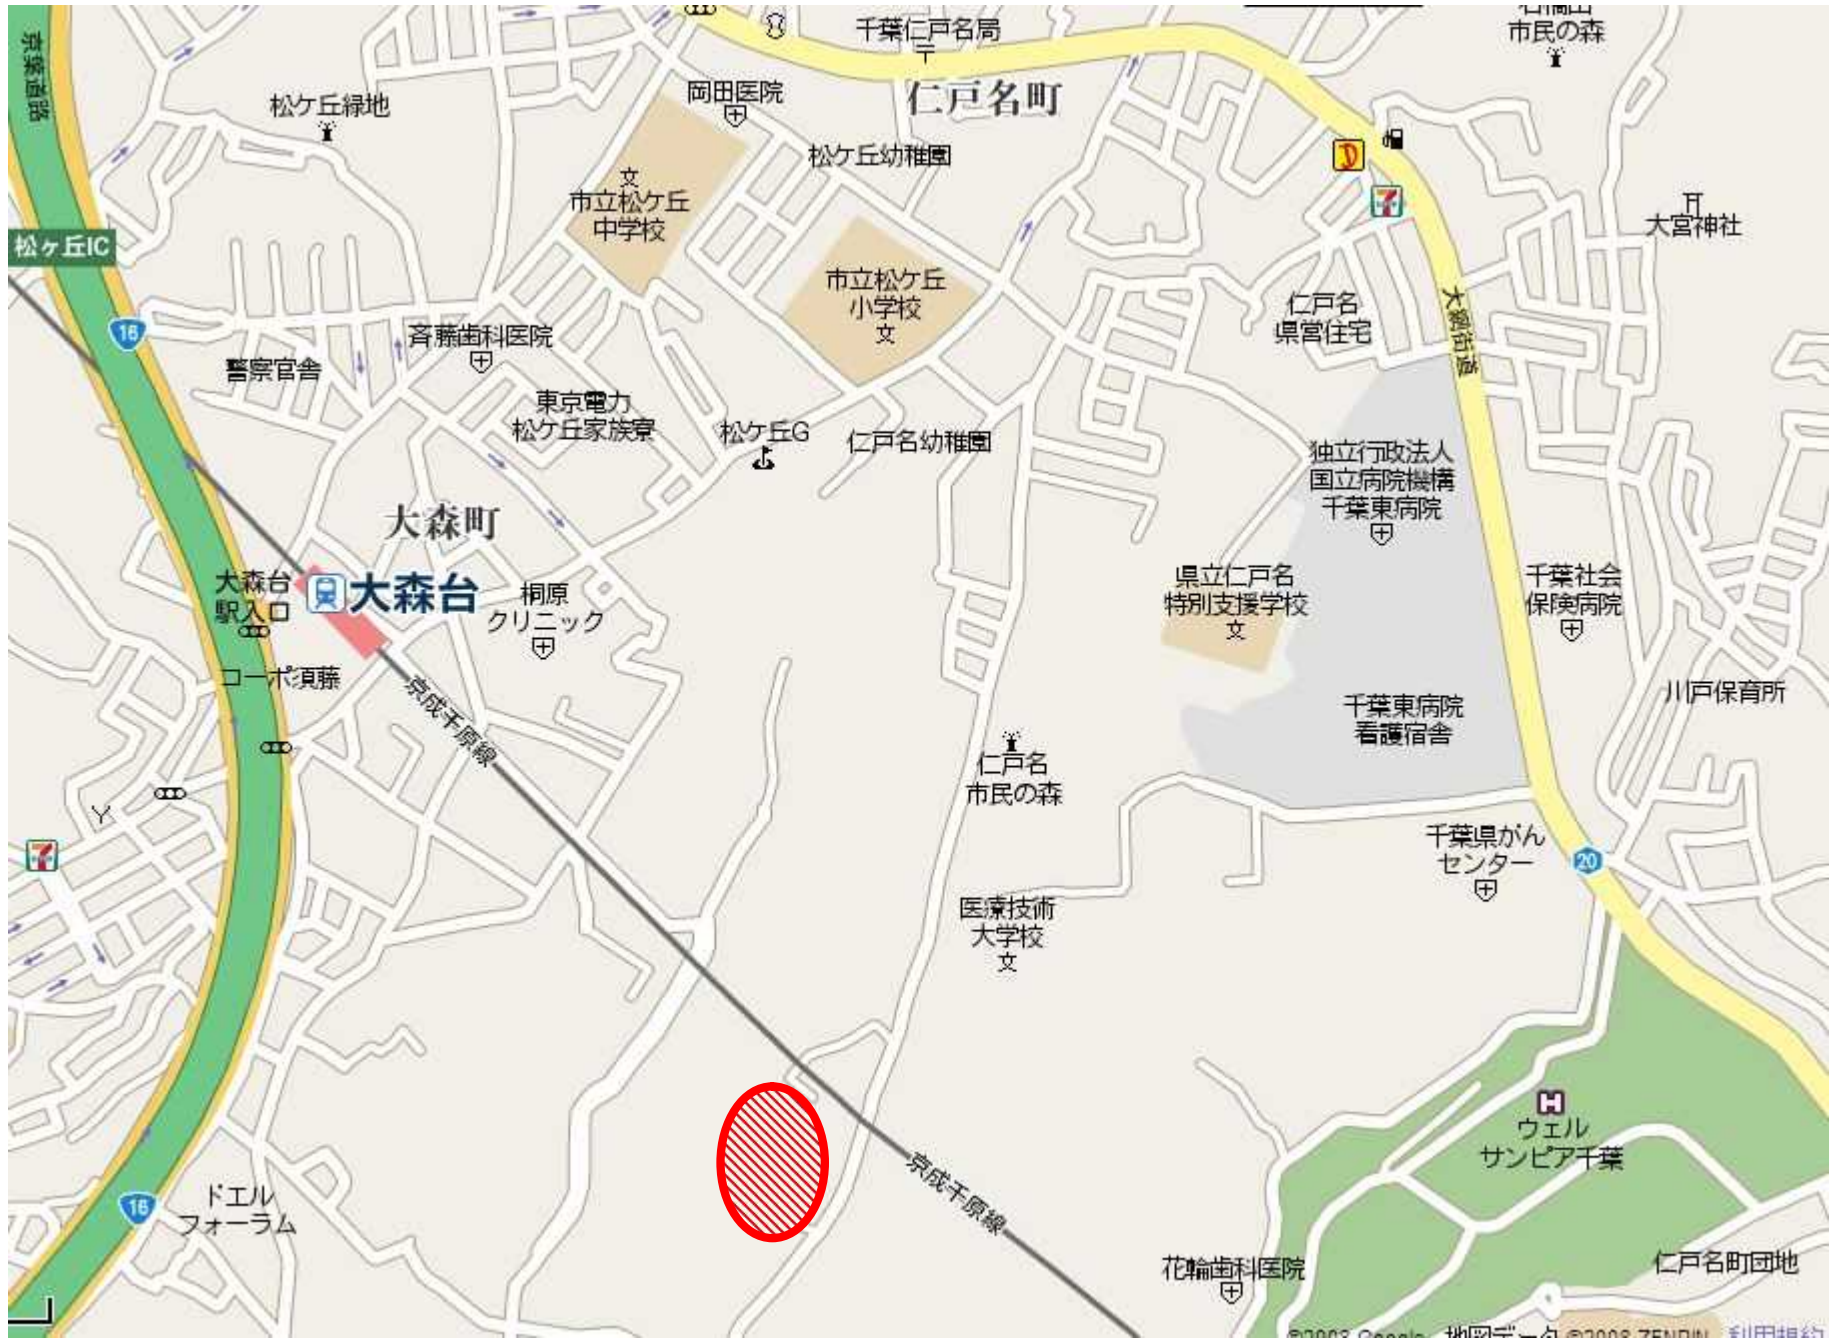 京葉道路
千葉仁戸名局
市民の森
松ケ丘緑地
岡田医院
仁戸名町
松ケ丘幼稚園
市立松ケ丘
中学校
大宮神社
松ヶ丘IC
市立松ケ丘
小学校
仁戸名
県営住宅
大網街道
16
斉藤歯科医院
警察官舎
東京電力
松ケ丘家族寮
松ケ丘G
仁戸名幼稚園
独立行政法人
国立病院機構
千葉東病院
大森町
大森台
駅入口
大森台
桐原
クリニック
県立仁戸名
特別支援学校
千葉社会
保険病院
コーポ須藤
京成千原線
川戸保育所
千葉東病院
看護宿舎
仁戸名
市民の森
千葉県がん
センター
20
医療技術
大学校
ウェル
サンピア千葉
京成千原線
16
ドエル
フォーラム
花輪歯科医院
仁戸名町団地